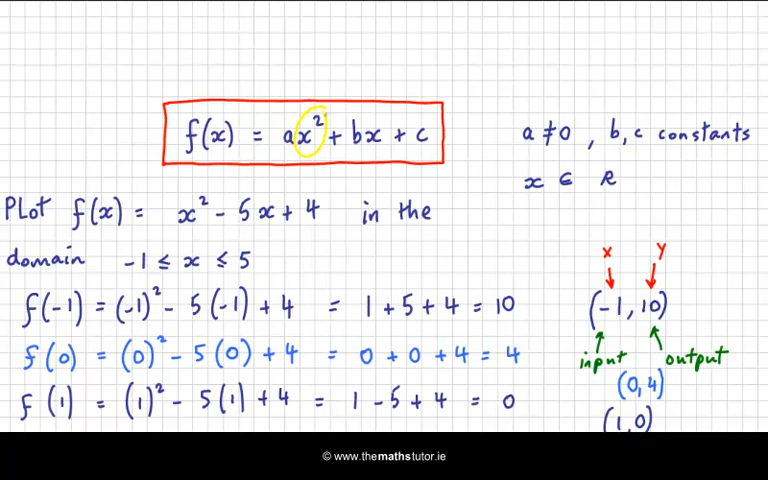 f(x) = ax² + bx + c
a ≠ 0 , b, c constants
x ∈ R
PLot f(x) = x² - 5x + 4 in the
domain -1 ≤ x ≤ 5
x y
f(-1) = (-1)² - 5(-1) + 4 = 1 + 5 + 4 = 10 (-1, 10)
input output
f(0) = (0)² - 5(0) + 4 = 0 + 0 + 4 = 4 (0, 4)
f(1) = (1)² - 5(1) + 4 = 1 - 5 + 4 = 0 (1, 0)
© www.themathstutor.ie